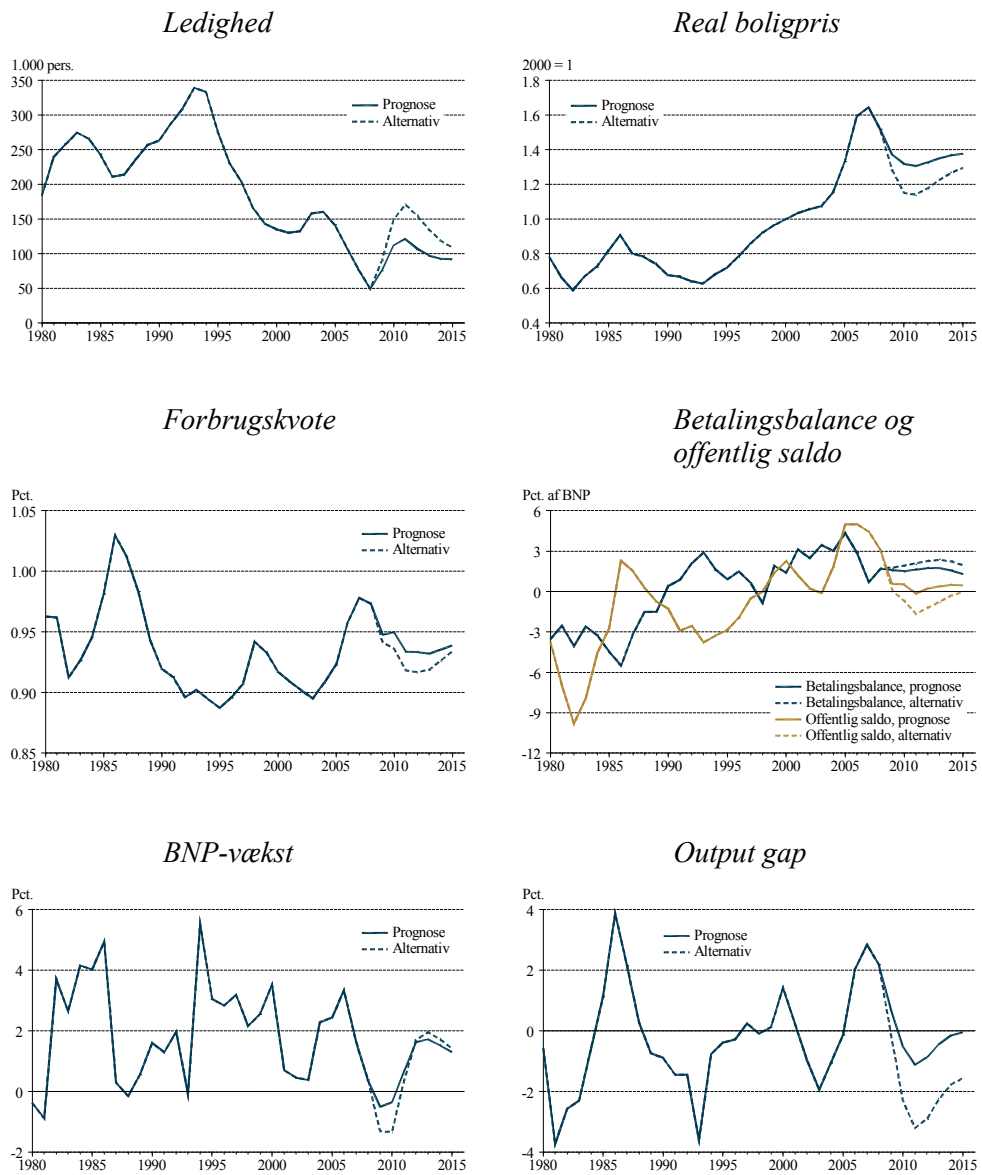 Ledighed
1.000 pers.
350
300
250
200
150
100
50
0
Prognose
Alternativ
1980 1985 1990 1995 2000 2005 2010 2015
Real boligpris
2000 = 1
1.8
1.6
1.4
1.2
1.0
0.8
0.6
0.4
Prognose
Alternativ
1980 1985 1990 1995 2000 2005 2010 2015
Forbrugskvote
Pct.
1.05
1.00
0.95
0.90
0.85
Prognose
Alternativ
1980 1985 1990 1995 2000 2005 2010 2015
Betalingsbalance og
offentlig saldo
Pct. af BNP
6
3
0
-3
-6
-9
-12
Betalingsbalance, prognose
Betalingsbalance, alternativ
Offentlig saldo, prognose
Offentlig saldo, alternativ
1980 1985 1990 1995 2000 2005 2010 2015
BNP-vækst
Pct.
6
4
2
0
-2
Prognose
Alternativ
1980 1985 1990 1995 2000 2005 2010 2015
Output gap
Pct.
4
2
0
-2
-4
Prognose
Alternativ
1980 1985 1990 1995 2000 2005 2010 2015